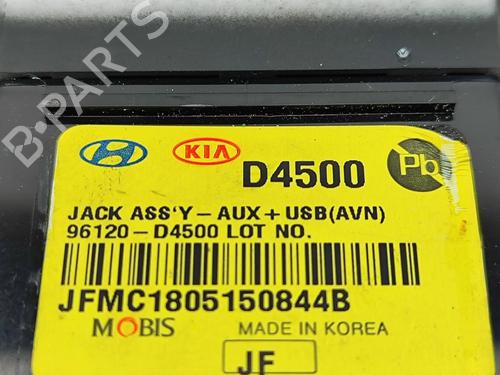 B-PARTS
KIA D4500 Pb
JACK ASS'Y - AUX + USB(AVN)
96120 - D4500 LOT NO.
JFMC1805150844B
MOBIS MADE IN KOREA
JF